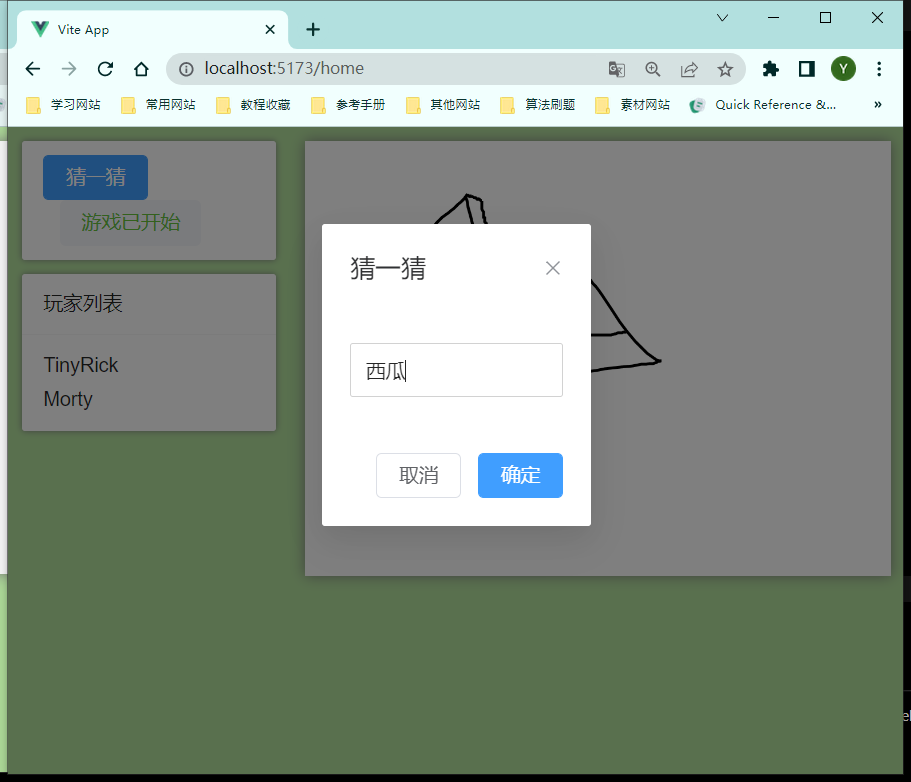 Vite App
localhost:5173/home
学习网站 常用网站 教程收藏 参考手册 其他网站 算法刷题 素材网站 Quick Reference &... »
Y
猜一猜
游戏已开始
玩家列表
TinyRick
Morty
猜一猜
西瓜
取消 确定